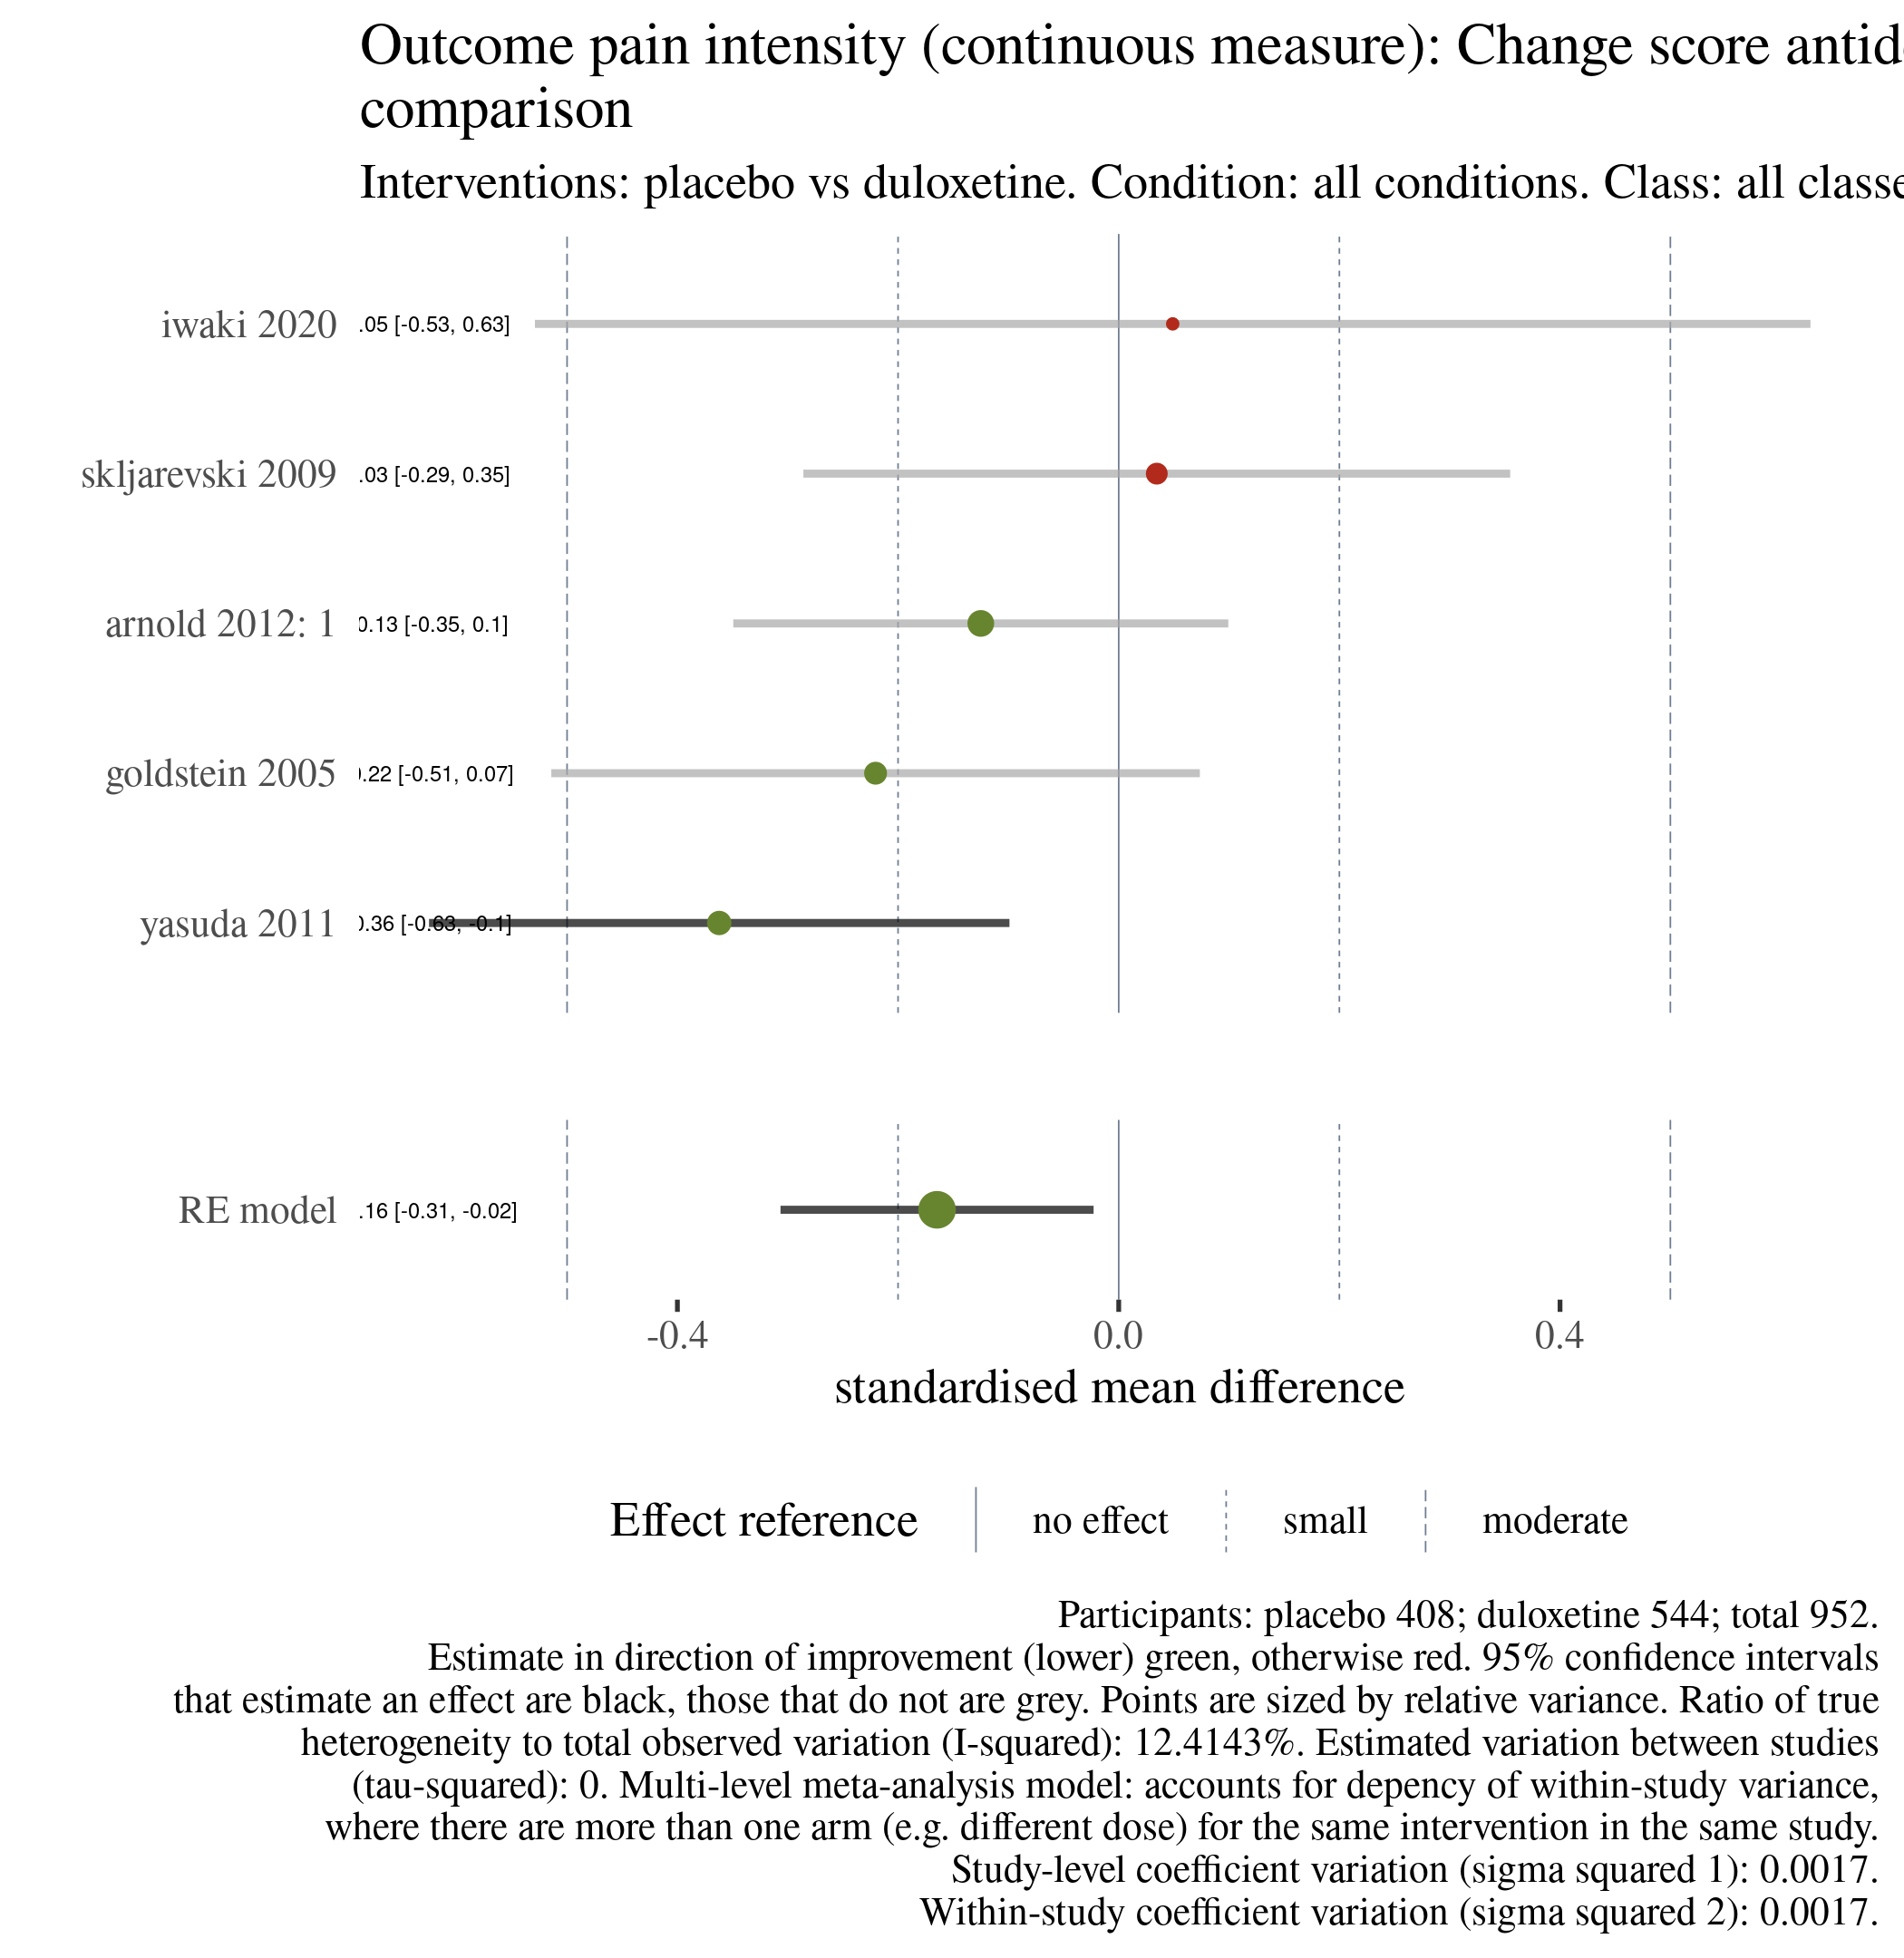 Outcome pain intensity (continuous measure): Change score
comparison
Interventions: placebo vs duloxetine. Condition: all conditions. Class: all
iwaki 2020 .05 [-0.53, 0.63]
skljarevski 2009 .03 [-0.29, 0.35]
arnold 2012: 1 0.13 [-0.35, 0.1]
goldstein 2005 .22 [-0.51, 0.07]
yasuda 2011 0.36 [-0.63, -0.1]
RE model .16 [-0.31, -0.02]
-0.4 0.0 0.4
standardised mean difference
Effect reference no effect small moderate
Participants: placebo 408; duloxetine 544; total 952.
Estimate in direction of improvement (lower) green, otherwise red. 95% confidence intervals
that estimate an effect are black, those that do not are grey. Points are sized by relative variance. Ratio of true
heterogeneity to total observed variation (I-squared): 12.4143%. Estimated variation between studies
(tau-squared): 0. Multi-level meta-analysis model: accounts for depency of within-study variance,
where there are more than one arm (e.g. different dose) for the same intervention in the same study.
Study-level coefficient variation (sigma squared 1): 0.0017.
Within-study coefficient variation (sigma squared 2): 0.0017.